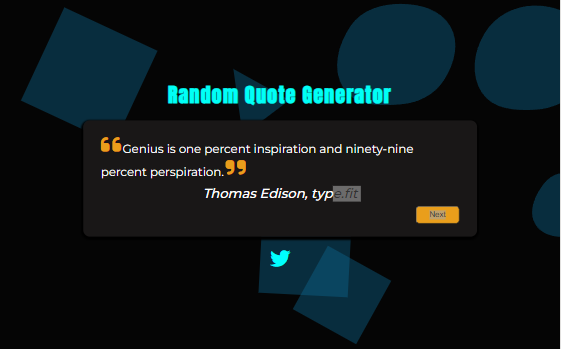 Random Quote Generator
“Genius is one percent inspiration and ninety-nine
percent perspiration.”
Thomas Edison, type.fit
Next